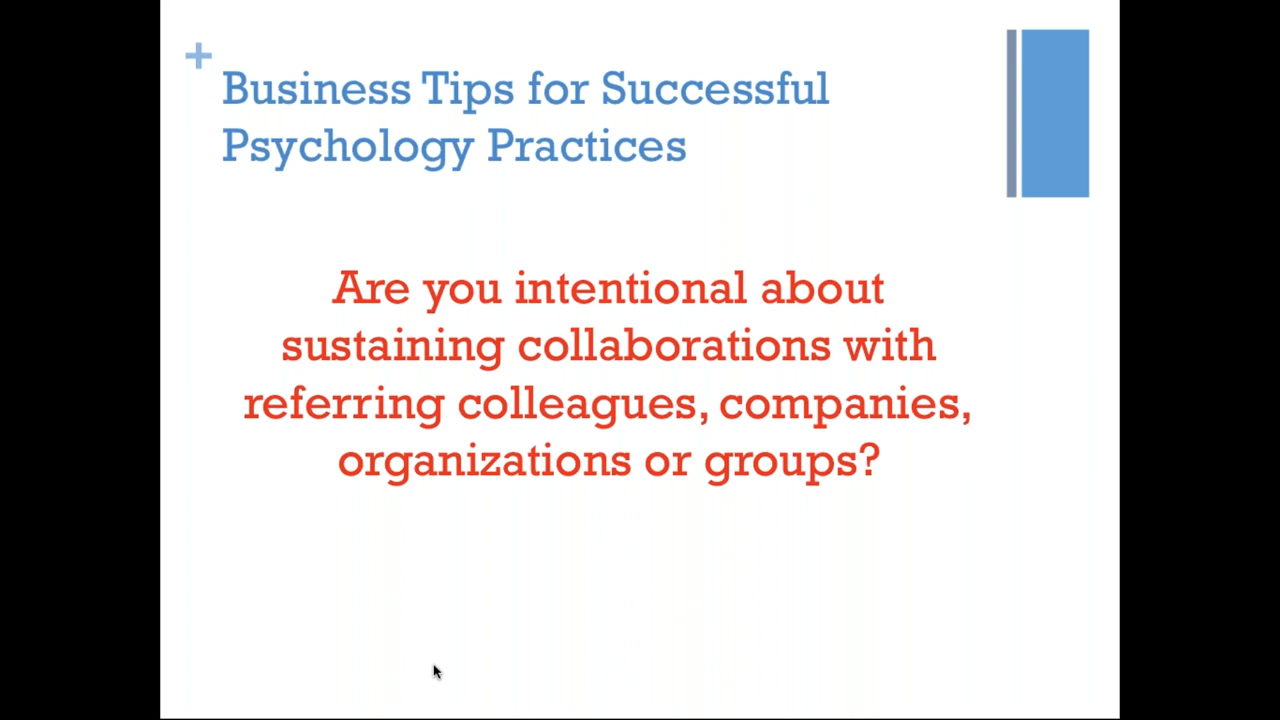 +
Business Tips for Successful
Psychology Practices
Are you intentional about
sustaining collaborations with
referring colleagues, companies,
organizations or groups?